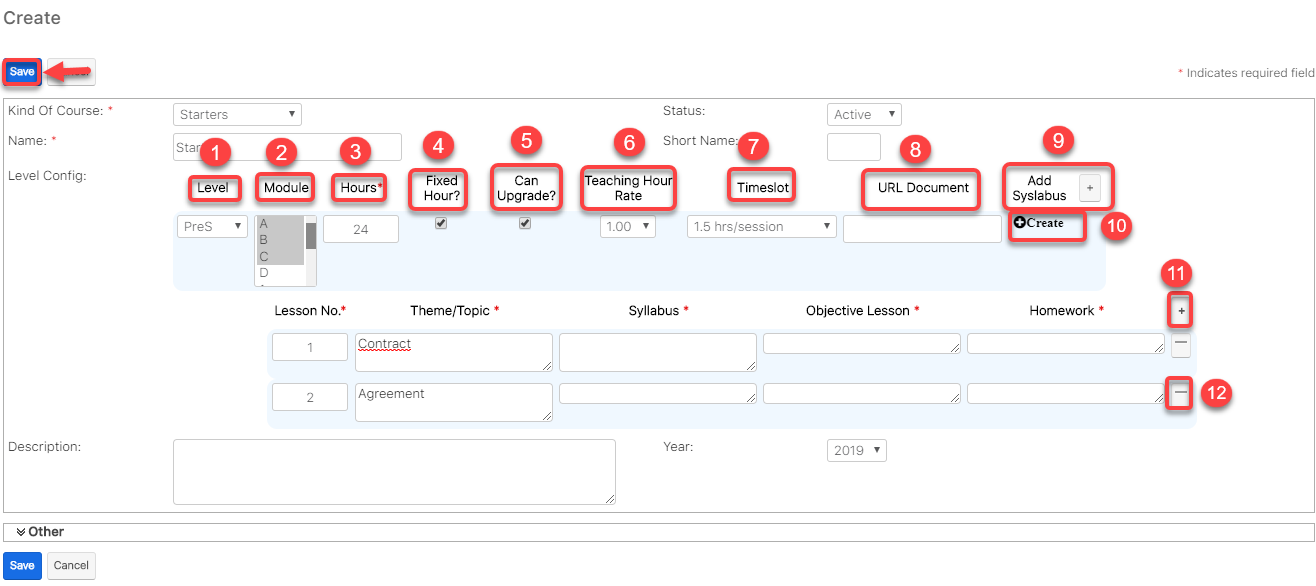 Create
Save
* Indicates required field
Kind Of Course: * Starters Status: Active
Name: * Short Name:
1 2 3 4 5 6 7 8 9
Level Config: Level Module Hours* Fixed Hour? Can Upgrade? Teaching Hour Rate Timeslot URL Document Add Syslabus +
PreS A 24 1.00 1.5 hrs/session Create 10
B
C
D
11
Lesson No.* Theme/Topic * Syllabus * Objective Lesson * Homework * +
1 Contract —
2 Agreement — 12
Description: Year: 2019
Other
Save Cancel